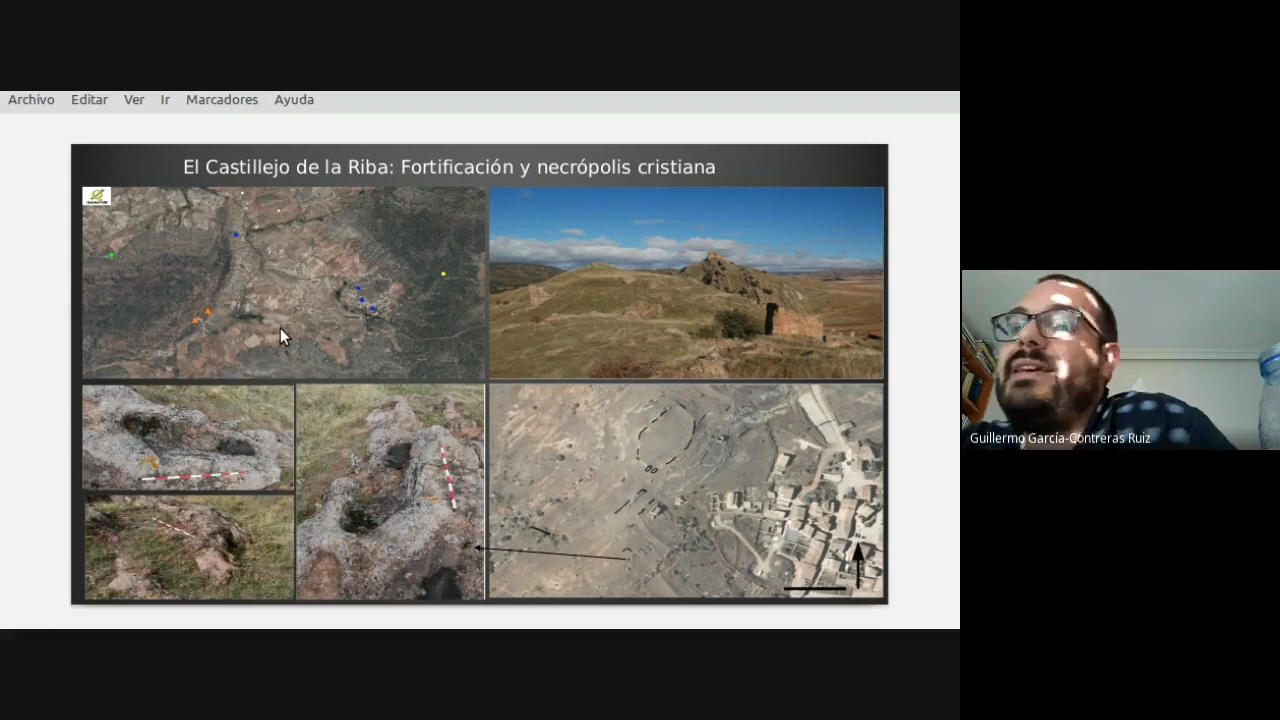 Archivo Editar Ver Ir Marcadores Ayuda
El Castillejo de la Riba: Fortificación y necrópolis cristiana
N
Guillermo García-Contreras Ruiz